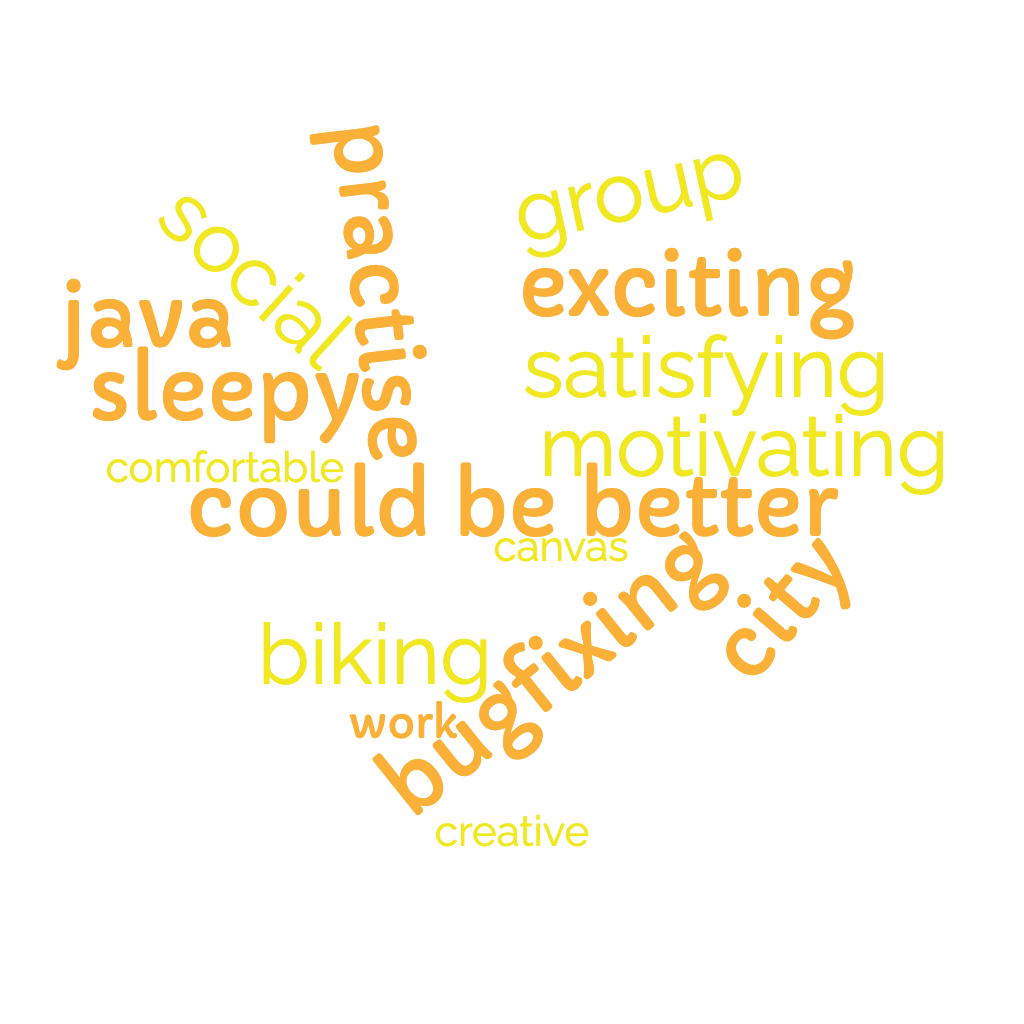 practise
group
social
exciting
java
satisfying
sleepy
motivating
comfortable
could be better
canvas
city
bugfixing
biking
work
creative